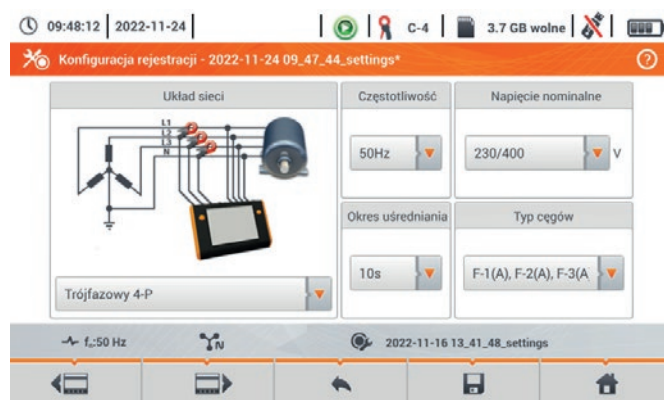 09:48:12 2022-11-24 C-4 3.7 GB wolne
Konfiguracja rejestracji - 2022-11-24 09_47_44_settings*
Układ sieci
L1
L2
L3
N
Trójfazowy 4-P
Częstotliwość
50Hz
Napięcie nominalne
230/400 V
Okres uśredniania
10s
Typ cęgów
F-1(A), F-2(A), F-3(A
fₙ:50 Hz N 2022-11-16 13_41_48_settings